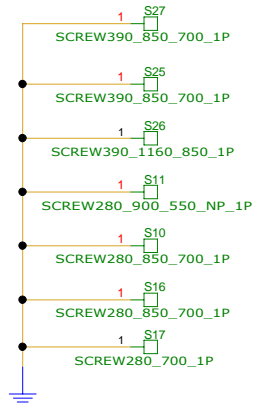 S27
1
SCREW390_850_700_1P
S25
1
SCREW390_850_700_1P
S26
1
SCREW390_1160_850_1P
S11
1
SCREW280_900_550_NP_1P
S10
1
SCREW280_850_700_1P
S16
1
SCREW280_850_700_1P
S17
1
SCREW280_700_1P